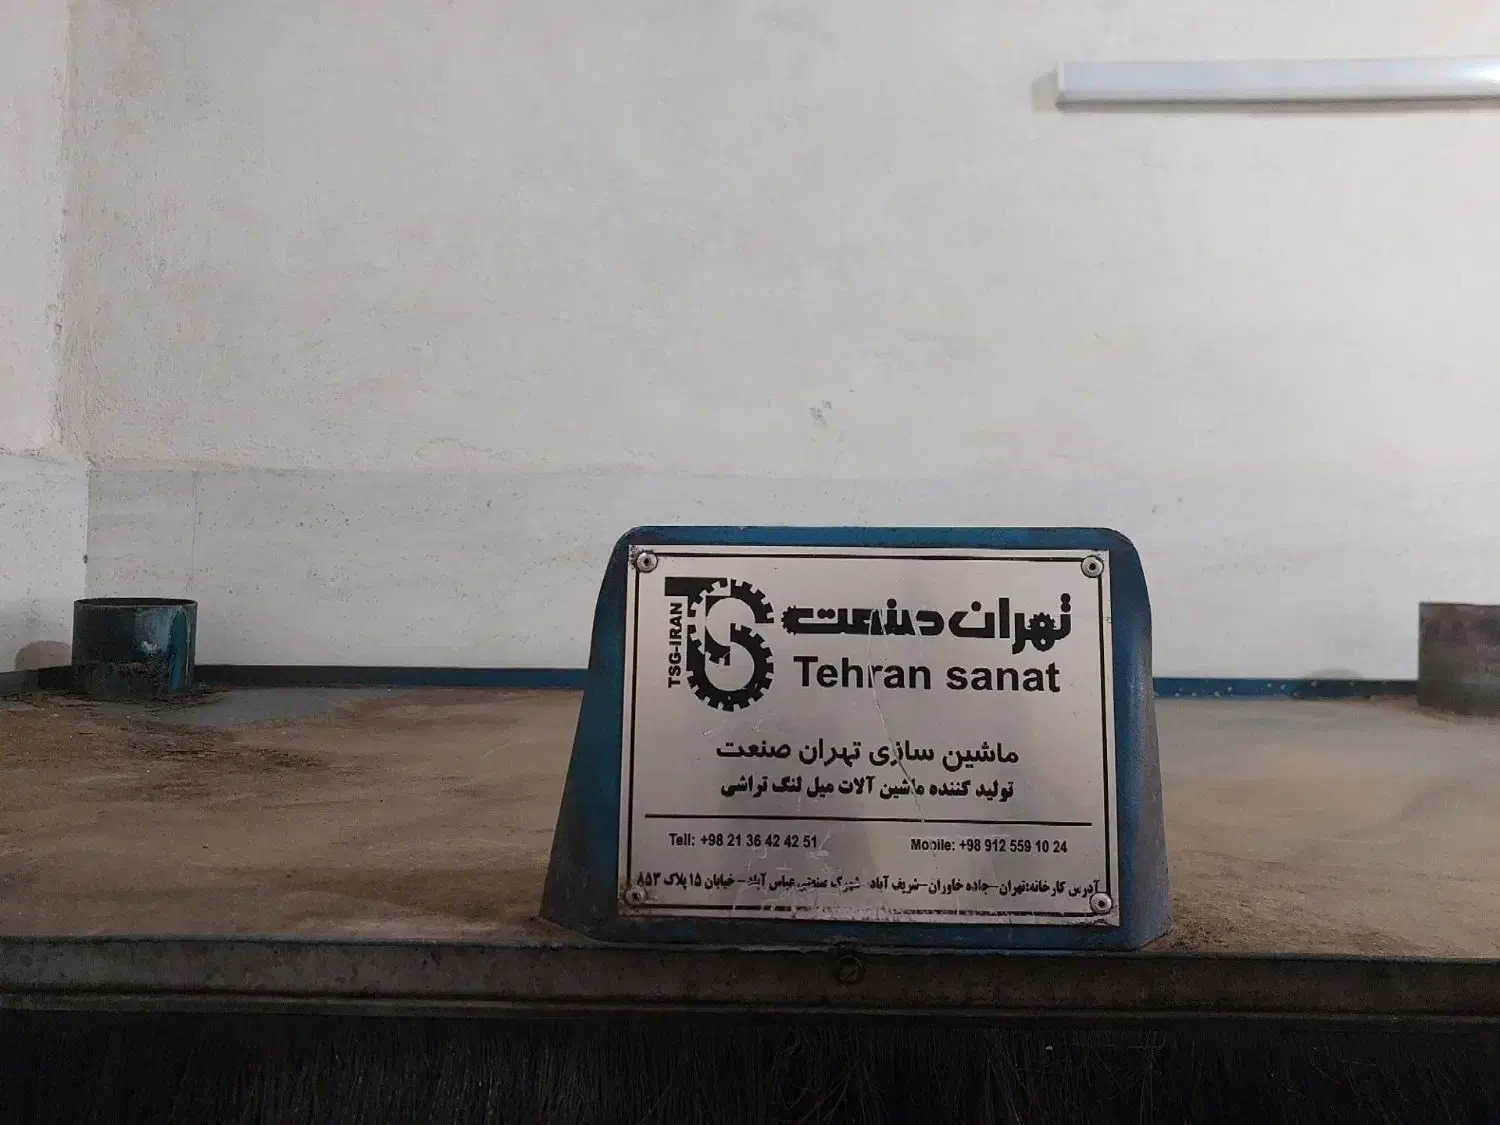 TSG-IRAN
تهران صنعت
Tehran sanat
ماشین سازی تهران صنعت
تولید کننده ماشین آلات میل لنگ تراشی
Tell: +98 21 36 42 42 51
Mobile: +98 912 559 10 24
آدرس کارخانه:تهران-جاده خاوران-شریف آباد- شهرک صنعتی عباس آباد-خیابان ۱۵ پلاک ۸۵۳